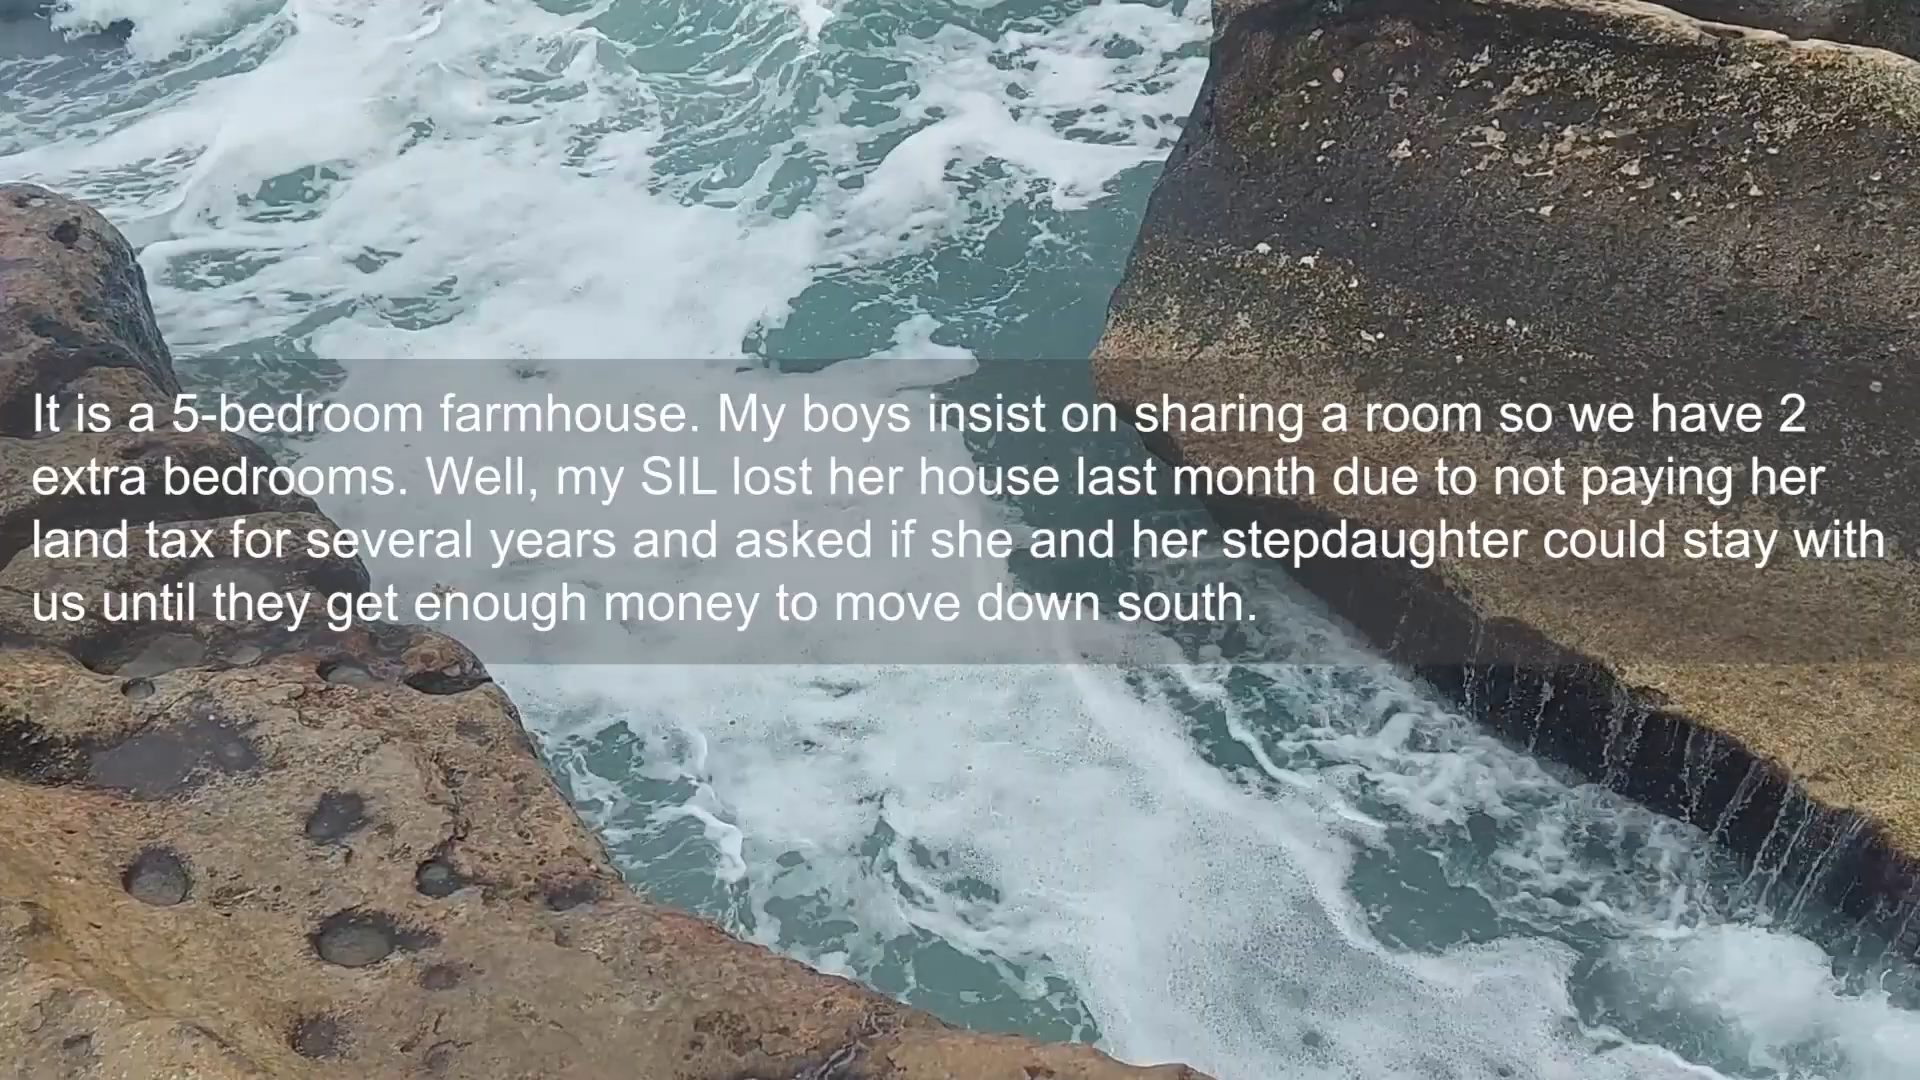 It is a 5-bedroom farmhouse. My boys insist on sharing a room so we have 2
extra bedrooms. Well, my SIL lost her house last month due to not paying her
land tax for several years and asked if she and her stepdaughter could stay with
us until they get enough money to move down south.